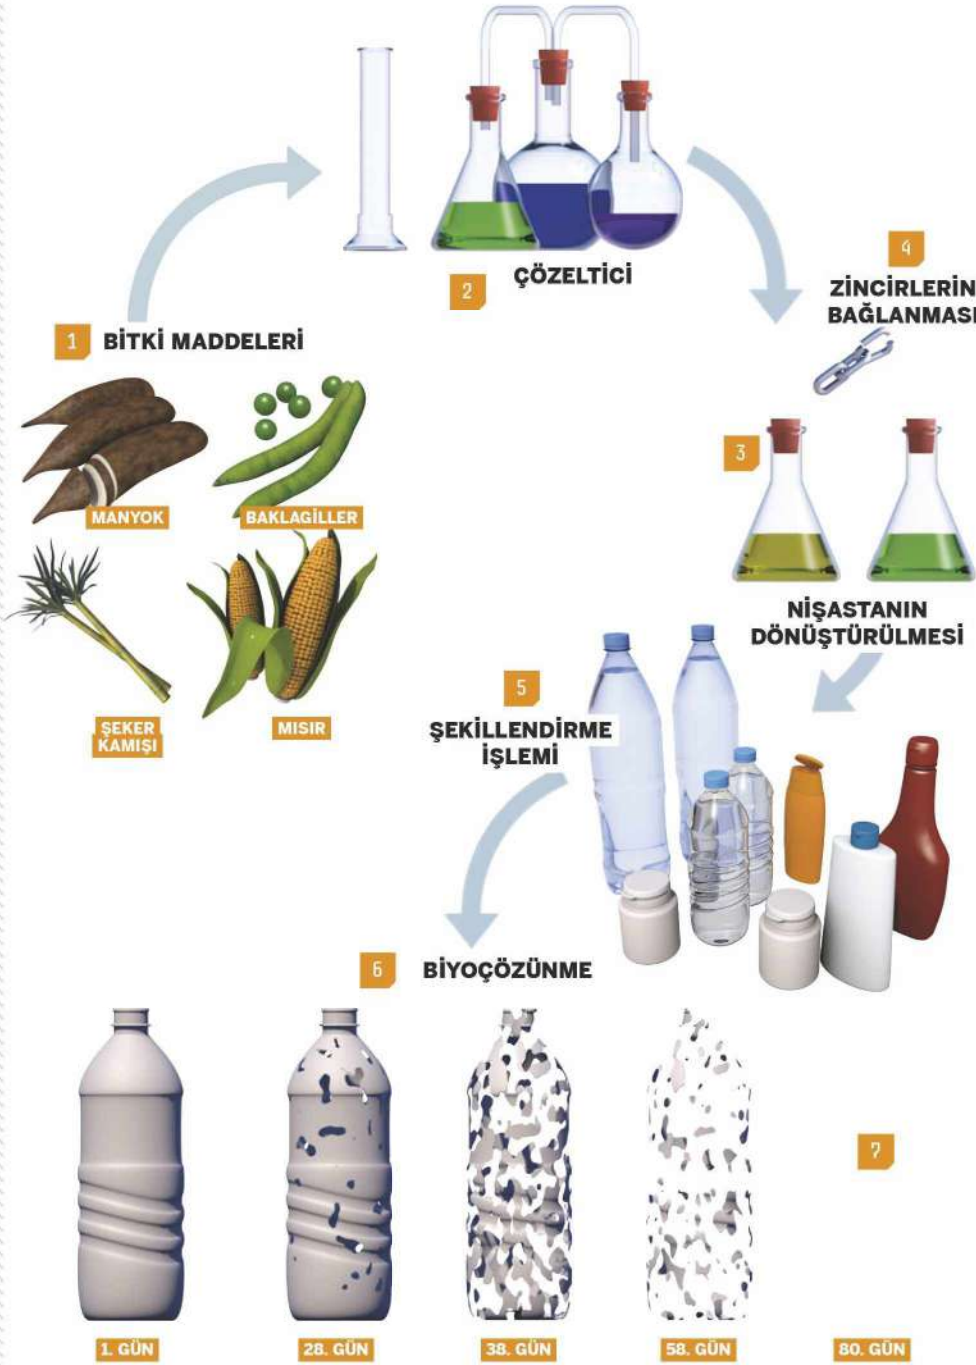 1
BİTKİ MADDELERİ
MANYOK
BAKLAGİLLER
ŞEKER
KAMIŞI
MISIR
2
ÇÖZELTİCİ
4
ZİNCİRLERİN
BAĞLANMASI
3
NİŞASTANIN
DÖNÜŞTÜRÜLMESİ
5
ŞEKİLLENDİRME
İŞLEMİ
6
BİYOÇÖZÜNME
7
1. GÜN
28. GÜN
38. GÜN
58. GÜN
80. GÜN